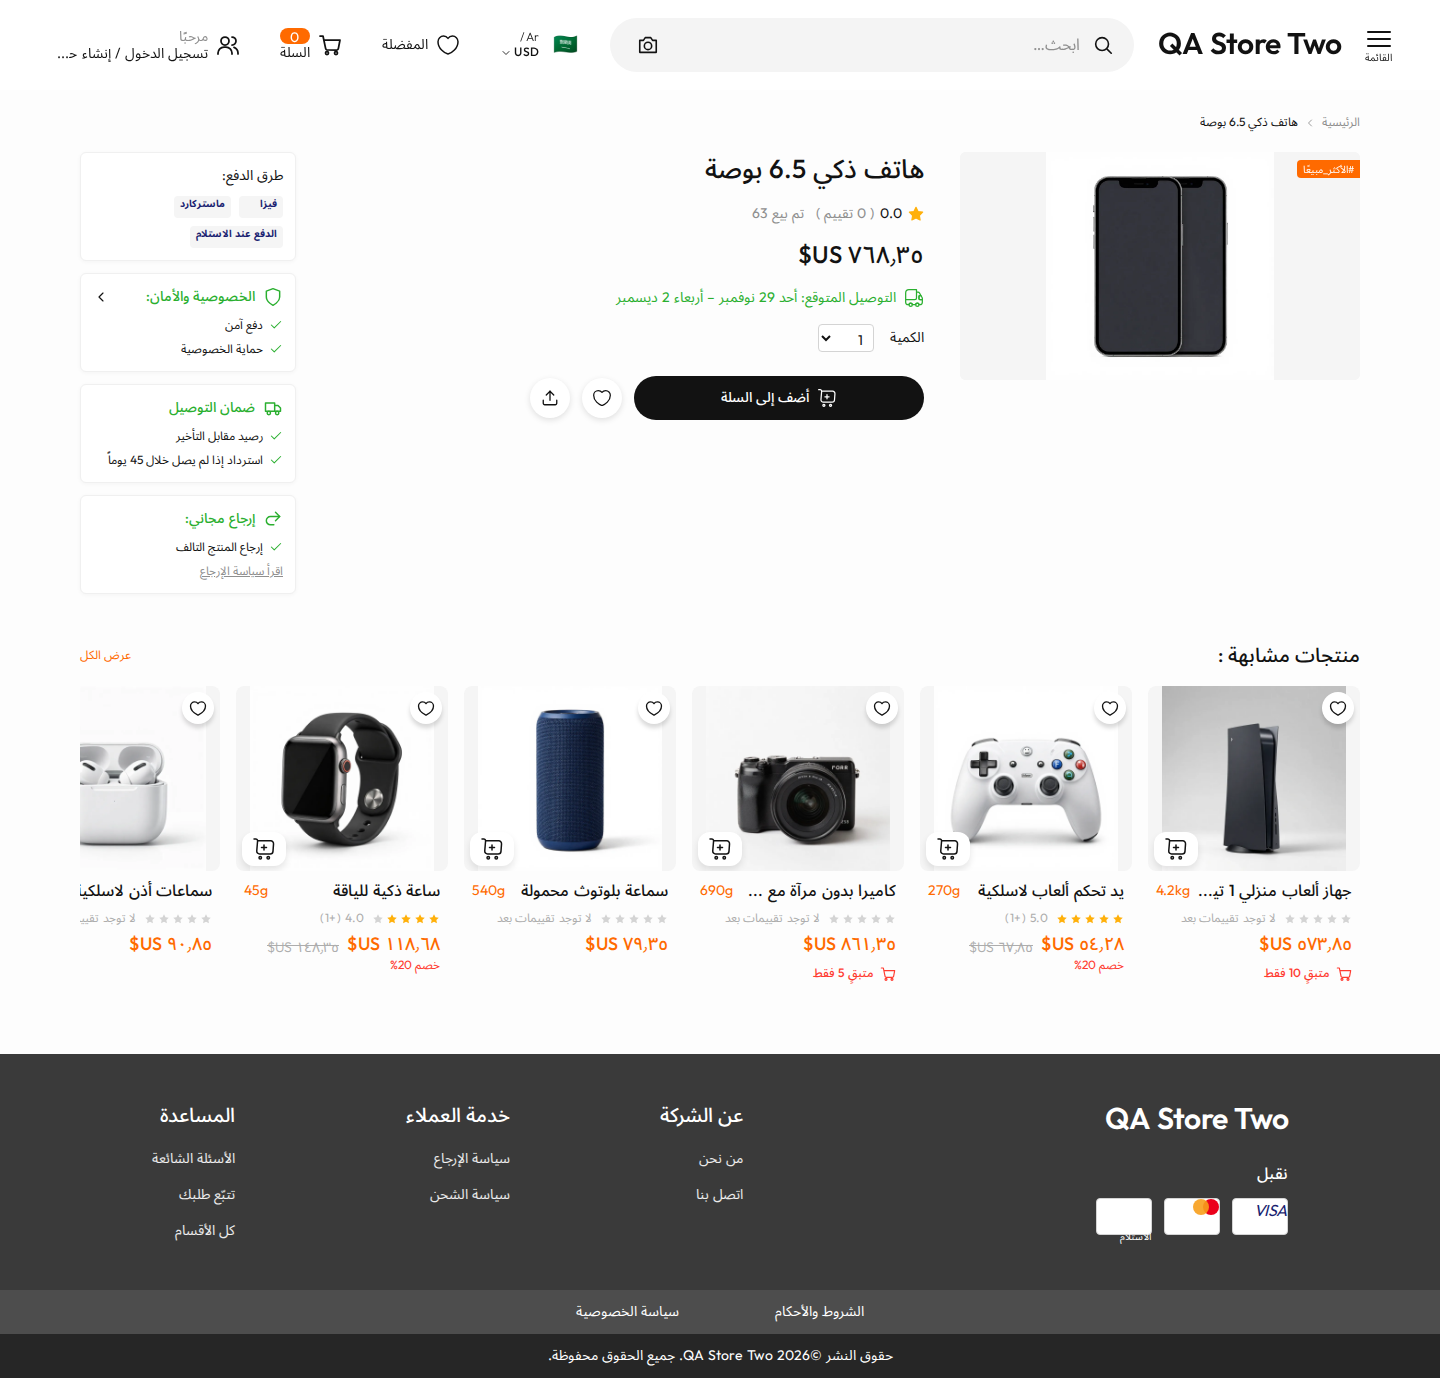 القائمة
QA Store Two
ابحث...
Ar /
USD
المفضلة
0
السلة
مرحبًا
تسجيل الدخول / إنشاء حـ...
الرئيسية
هاتف ذكي 6.5 بوصة
#الأكثر_مبيعًا
هاتف ذكي 6.5 بوصة
0.0 ( 0 تقييم ) تم بيع 63
٧٦٨٫٣٥ US$
التوصيل المتوقع: أحد 29 نوفمبر – أربعاء 2 ديسمبر
الكمية
1
أضف إلى السلة
طرق الدفع:
فيزا
ماستركارد
الدفع عند الاستلام
الخصوصية والأمان:
دفع آمن
حماية الخصوصية
ضمان التوصيل
رصيد مقابل التأخير
استرداد إذا لم يصل خلال 45 يوماً
إرجاع مجاني:
إرجاع المنتج التالف
اقرأ سياسة الإرجاع
منتجات مشابهة :
عرض الكل
جهاز ألعاب منزلي 1 تيـ...
4.2kg
لا توجد تقييمات بعد
٥٧٣٫٨٥ US$
متبقٍ 10 فقط
يد تحكم ألعاب لاسلكية
270g
5.0 (1+)
٥٤٫٢٨ US$
٦٧٫٨٥ US$
خصم 20%
FORA
كاميرا بدون مرآة مع ...
690g
لا توجد تقييمات بعد
٨٦١٫٣٥ US$
متبقٍ 5 فقط
سماعة بلوتوث محمولة
540g
لا توجد تقييمات بعد
٧٩٫٣٥ US$
ساعة ذكية للياقة
45g
4.0 (1+)
١١٨٫٦٨ US$
١٤٨٫٣٥ US$
خصم 20%
سماعات أذن لاسلكية
لا توجد تقيي
٩٠٫٨٥ US$
QA Store Two
نقبل
VISA
الاستلام
عن الشركة
من نحن
اتصل بنا
خدمة العملاء
سياسة الإرجاع
سياسة الشحن
المساعدة
الأسئلة الشائعة
تتبّع طلبك
كل الأقسام
الشروط والأحكام
سياسة الخصوصية
حقوق النشر ©2026 QA Store Two. جميع الحقوق محفوظة.